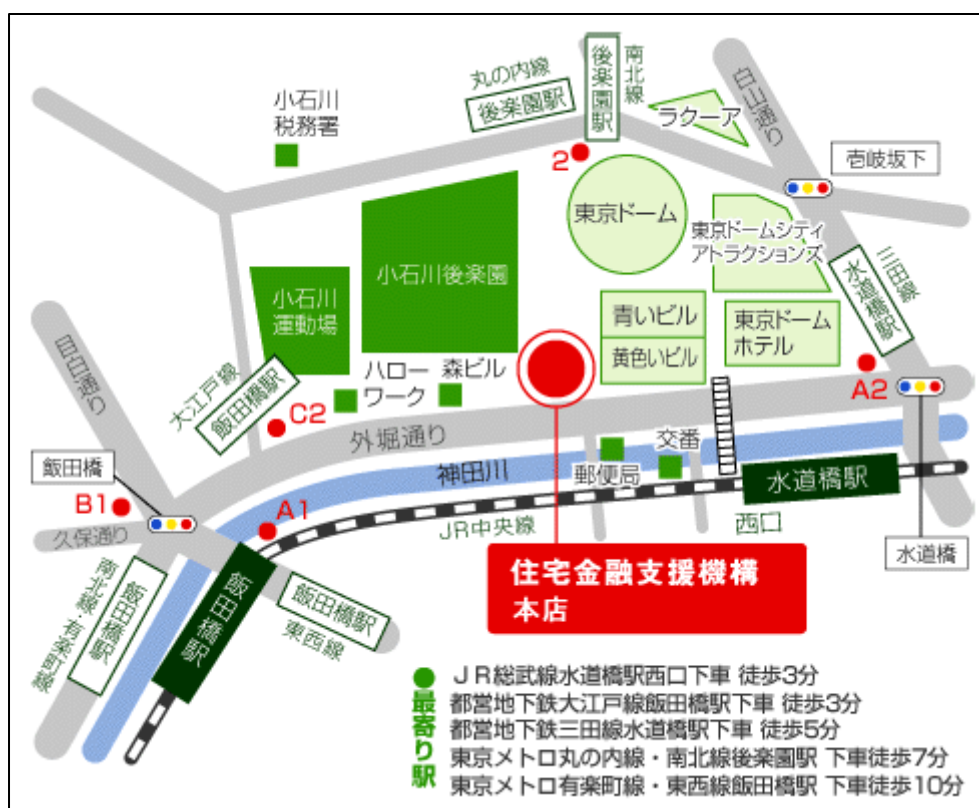 丸の内線
後楽園駅
後楽園駅
南北線
ラクーア
白山通り
壱岐坂下
小石川
税務署
2
東京ドーム
東京ドームシティ
アトラクションズ
水道橋駅
三田線
小石川後楽園
小石川
運動場
青いビル
黄色いビル
東京ドーム
ホテル
目白通り
大江戸線
飯田橋駅
C2
ハロー
ワーク
森ビル
A2
外堀通り
飯田橋
B1
久保通り
A1
神田川
郵便局
交番
水道橋駅
JR中央線
西口
水道橋
南北線・有楽町線
飯田橋駅
飯田橋駅
飯田橋駅
東西線
住宅金融支援機構
本店
最寄り駅
JR総武線水道橋駅西口下車 徒歩3分
都営地下鉄大江戸線飯田橋駅下車 徒歩3分
都営地下鉄三田線水道橋駅下車 徒歩5分
東京メトロ丸の内線・南北線後楽園駅 下車徒歩7分
東京メトロ有楽町線・東西線飯田橋駅 下車徒歩10分